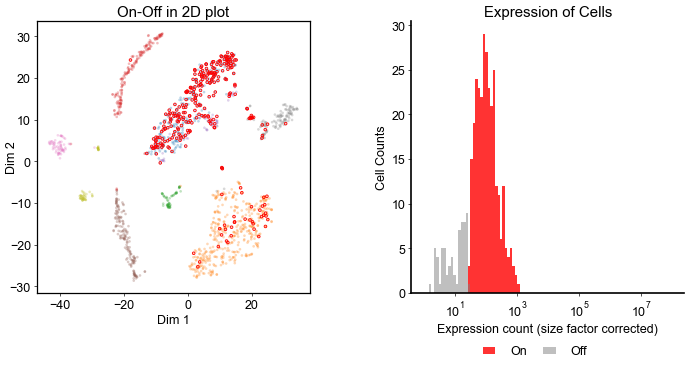 On-Off in 2D plot
30
20
10
0
−10
−20
−30
Dim 2
−40
−20
0
20
Dim 1
Expression of Cells
30
25
20
15
10
5
0
Cell Counts
10^1
10^3
10^5
10^7
Expression count (size factor corrected)
On
Off